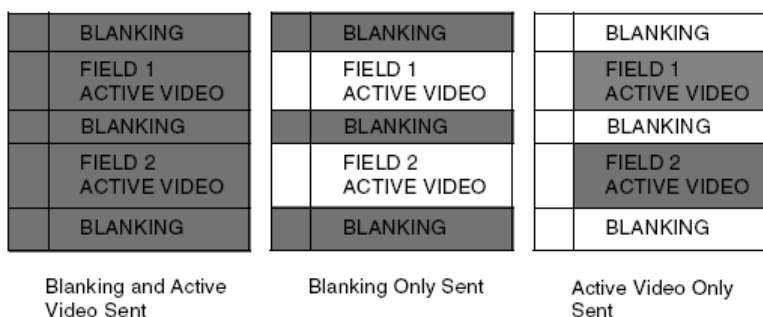 BLANKING
FIELD 1
ACTIVE VIDEO
BLANKING
FIELD 2
ACTIVE VIDEO
BLANKING
Blanking and Active
Video Sent
BLANKING
FIELD 1
ACTIVE VIDEO
BLANKING
FIELD 2
ACTIVE VIDEO
BLANKING
Blanking Only Sent
BLANKING
FIELD 1
ACTIVE VIDEO
BLANKING
FIELD 2
ACTIVE VIDEO
BLANKING
Active Video Only
Sent